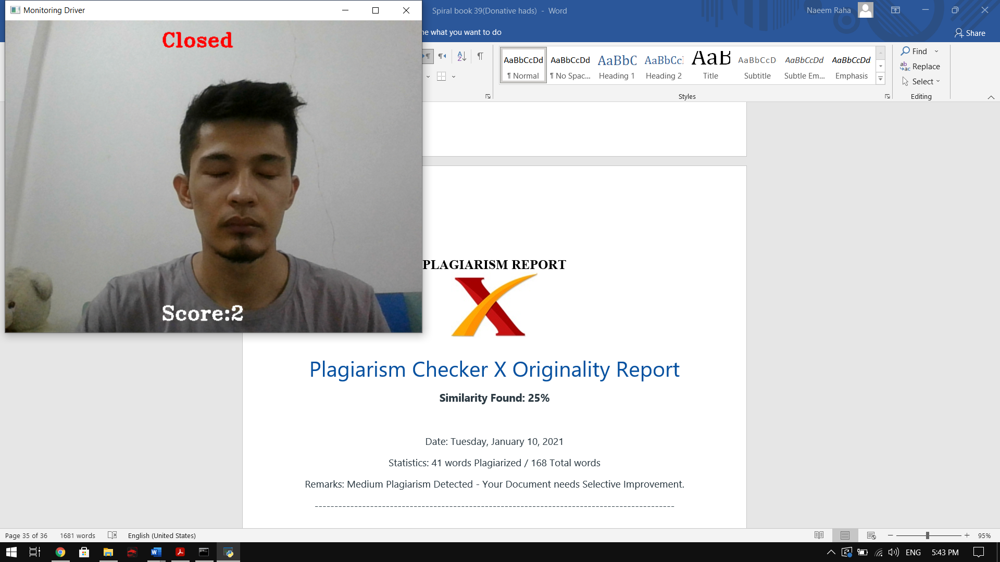 Monitoring Driver
Closed
Score:2
Spiral book 39(Donative hads) - Word
Naeem Raha
me what you want to do
Share
AaBbCcDd
¶ Normal
AaBbCcDd
¶ No Spac...
AaBbC
Heading 1
AaBbCc
Heading 2
AaB
Title
AaBbCcD
Subtitle
AaBbCcDd
Subtle Em...
AaBbCcDd
Emphasis
Styles
Find
Replace
Select
Editing
PLAGIARISM REPORT
Plagiarism Checker X Originality Report
Similarity Found: 25%
Date: Tuesday, January 10, 2021
Statistics: 41 words Plagiarized / 168 Total words
Remarks: Medium Plagiarism Detected - Your Document needs Selective Improvement.
Page 35 of 36
1681 words
English (United States)
95%
ENG
5:43 PM